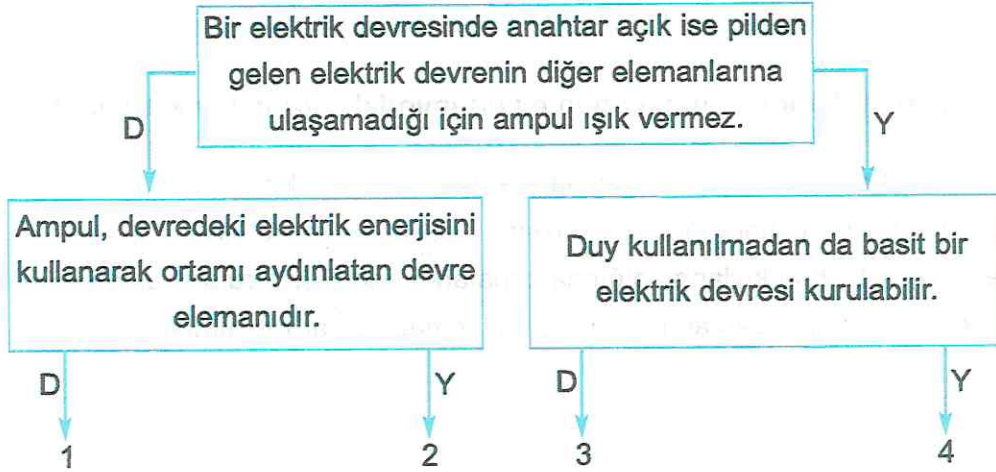 Bir elektrik devresinde anahtar açık ise pilden
gelen elektrik devrenin diğer elemanlarına
ulaşamadığı için ampul ışık vermez.
D
Y
Ampul, devredeki elektrik enerjisini
kullanarak ortamı aydınlatan devre
elemanıdır.
Duy kullanılmadan da basit bir
elektrik devresi kurulabilir.
D
Y
D
Y
1
2
3
4